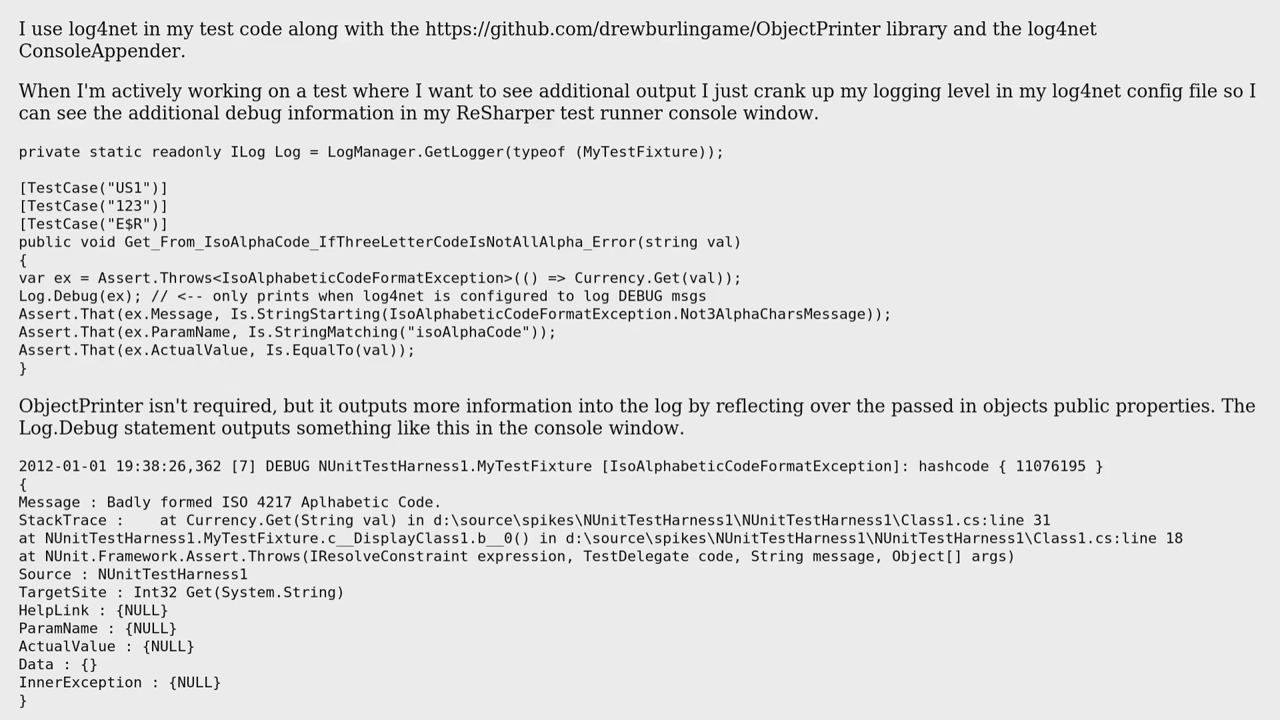 I use log4net in my test code along with the https://github.com/drewburlingame/ObjectPrinter library and the log4net
ConsoleAppender.
When I'm actively working on a test where I want to see additional output I just crank up my logging level in my log4net config file so I
can see the additional debug information in my ReSharper test runner console window.
private static readonly ILog Log = LogManager.GetLogger(typeof (MyTestFixture));
[TestCase("US1")]
[TestCase("123")]
[TestCase("E$R")]
public void Get_From_IsoAlphaCode_IfThreeLetterCodeIsNotAllAlpha_Error(string val)
{
var ex = Assert.Throws<IsoAlphabeticCodeFormatException>(() => Currency.Get(val));
Log.Debug(ex); // <-- only prints when log4net is configured to log DEBUG msgs
Assert.That(ex.Message, Is.StringStarting(IsoAlphabeticCodeFormatException.Not3AlphaCharsMessage));
Assert.That(ex.ParamName, Is.StringMatching("isoAlphaCode"));
Assert.That(ex.ActualValue, Is.EqualTo(val));
}
ObjectPrinter isn't required, but it outputs more information into the log by reflecting over the passed in objects public properties. The
Log.Debug statement outputs something like this in the console window.
2012-01-01 19:38:26,362 [7] DEBUG NUnitTestHarness1.MyTestFixture [IsoAlphabeticCodeFormatException]: hashcode { 11076195 }
{
Message : Badly formed ISO 4217 Aplhabetic Code.
StackTrace :    at Currency.Get(String val) in d:\source\spikes\NUnitTestHarness1\NUnitTestHarness1\Class1.cs:line 31
at NUnitTestHarness1.MyTestFixture.c__DisplayClass1.b__0() in d:\source\spikes\NUnitTestHarness1\NUnitTestHarness1\Class1.cs:line 18
at NUnit.Framework.Assert.Throws(IResolveConstraint expression, TestDelegate code, String message, Object[] args)
Source : NUnitTestHarness1
TargetSite : Int32 Get(System.String)
HelpLink : {NULL}
ParamName : {NULL}
ActualValue : {NULL}
Data : {}
InnerException : {NULL}
}